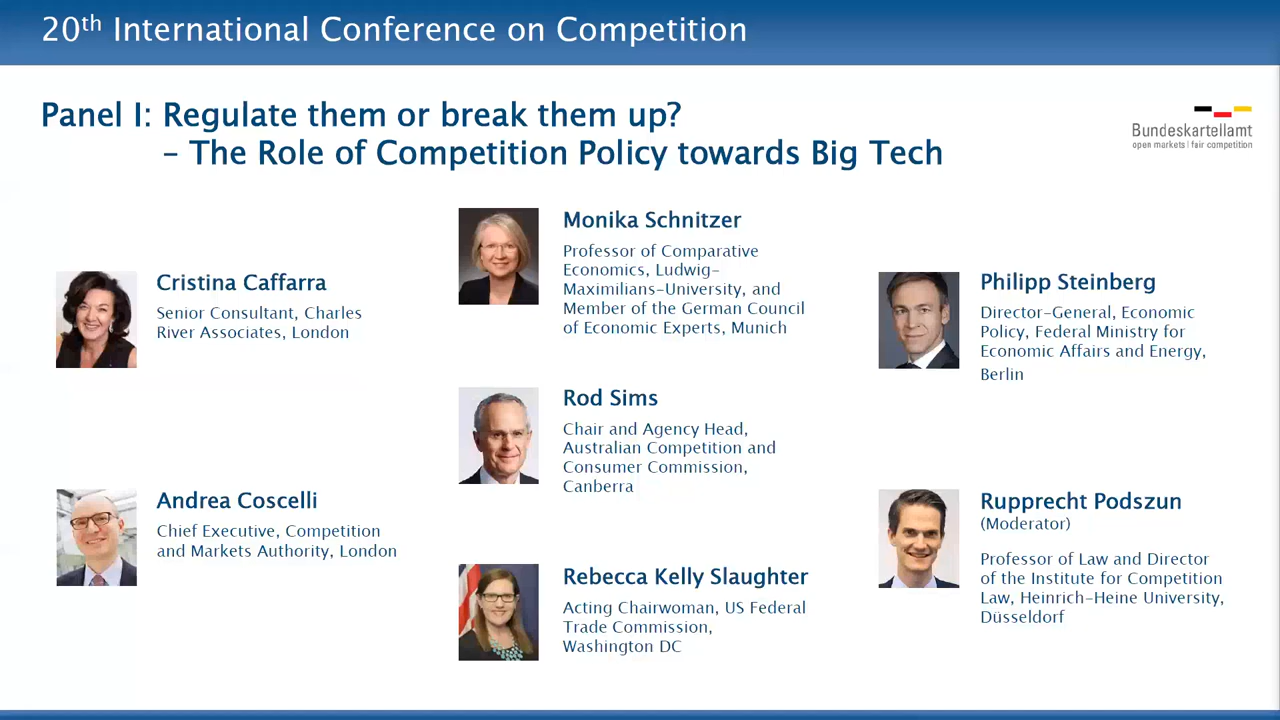 20th International Conference on Competition
Panel I: Regulate them or break them up?
– The Role of Competition Policy towards Big Tech
Bundeskartellamt
open markets | fair competition
Cristina Caffarra
Senior Consultant, Charles
River Associates, London
Andrea Coscelli
Chief Executive, Competition
and Markets Authority, London
Monika Schnitzer
Professor of Comparative
Economics, Ludwig-
Maximilians-University, and
Member of the German Council
of Economic Experts, Munich
Rod Sims
Chair and Agency Head,
Australian Competition and
Consumer Commission,
Canberra
Rebecca Kelly Slaughter
Acting Chairwoman, US Federal
Trade Commission,
Washington DC
Philipp Steinberg
Director-General, Economic
Policy, Federal Ministry for
Economic Affairs and Energy,
Berlin
Rupprecht Podszun
(Moderator)
Professor of Law and Director
of the Institute for Competition
Law, Heinrich-Heine University,
Düsseldorf